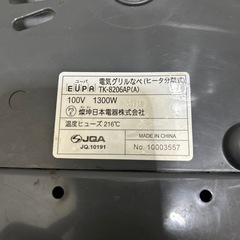 ユーパ
EUPA 電気グリルなべ(ヒータ分離式)
TK-8206AP(A)
100V 1300W
燦坤日本電器株式会社
温度ヒューズ 216℃
JQA
JQ.10191
MADE IN CHINA
No. 10003557